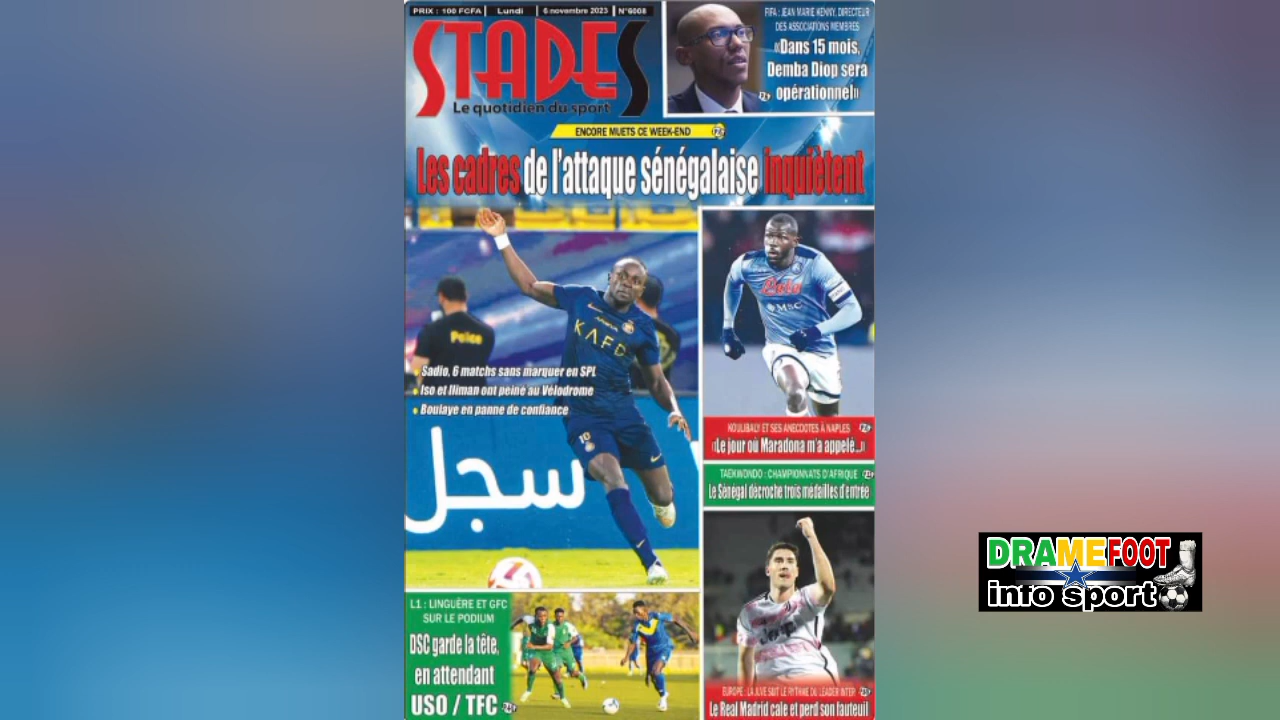 PRIX : 100 FCFA
Lundi
6 novembre 2023
N°6008
STADES
Le quotidien du sport
FIFA : JEAN MARIE KENNY, DIRECTEUR
DES ASSOCIATIONS MEMBRES
«Dans 15 mois,
Demba Diop sera
opérationnel»
ENCORE MUETS CE WEEK-END
Les cadres de l'attaque sénégalaise inquiètent
Police
KAFD
10
Sadio, 6 matchs sans marquer en SPL
Iso et Iliman ont peiné au Vélodrome
Boulaye en panne de confiance
سجل
MSC
KOULIBALY ET SES ANECDOTES À NAPLES
«Le jour où Maradona m'a appelé...»
TAEKWONDO : CHAMPIONNATS D'AFRIQUE
Le Sénégal décroche trois médailles d'entrée
Jeep
L1 : LINGUÈRE ET GFC
SUR LE PODIUM
DSC garde la tête,
en attendant
USO / TFC
EUROPE : LA JUVE SUIT LE RYTHME DU LEADER INTER
Le Real Madrid cale et perd son fauteuil
DRAMEFOOT
info sport